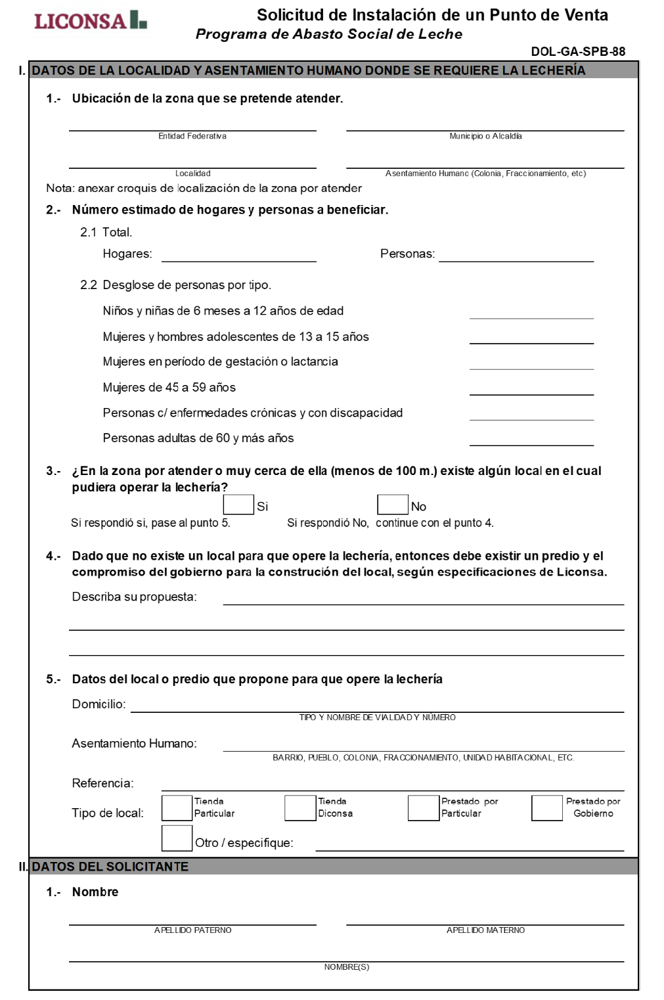 LICONSA
Solicitud de Instalación de un Punto de Venta
Programa de Abasto Social de Leche
DOL-GA-SPB-88
I. DATOS DE LA LOCALIDAD Y ASENTAMIENTO HUMANO DONDE SE REQUIERE LA LECHERÍA
1.- Ubicación de la zona que se pretende atender.
Entidad Federativa Municipio o Alcaldía
Localidad Asentamiento Humano (Colonia, Fraccionamiento, etc)
Nota: anexar croquis de localización de la zona por atender
2.- Número estimado de hogares y personas a beneficiar.
2.1 Total.
Hogares: Personas:
2.2 Desglose de personas por tipo.
Niños y niñas de 6 meses a 12 años de edad
Mujeres y hombres adolescentes de 13 a 15 años
Mujeres en período de gestación o lactancia
Mujeres de 45 a 59 años
Personas c/ enfermedades crónicas y con discapacidad
Personas adultas de 60 y más años
3.- ¿En la zona por atender o muy cerca de ella (menos de 100 m.) existe algún local en el cual
pudiera operar la lechería?
Si No
Si respondió si, pase al punto 5. Si respondió No, continue con el punto 4.
4.- Dado que no existe un local para que opere la lechería, entonces debe existir un predio y el
compromiso del gobierno para la construción del local, según especificaciones de Liconsa.
Describa su propuesta:
5.- Datos del local o predio que propone para que opere la lechería
Domicilio:
TIPO Y NOMBRE DE VIALIDAD Y NÚMERO
Asentamiento Humano:
BARRIO, PUEBLO, COLONIA, FRACCIONAMIENTO, UNIDAD HABITACIONAL, ETC.
Referencia:
Tipo de local: Tienda Particular Tienda Diconsa Prestado por Particular Prestado por Gobierno
Otro / especifique:
II. DATOS DEL SOLICITANTE
1.- Nombre
APELLIDO PATERNO APELLIDO MATERNO
NOMBRE(S)